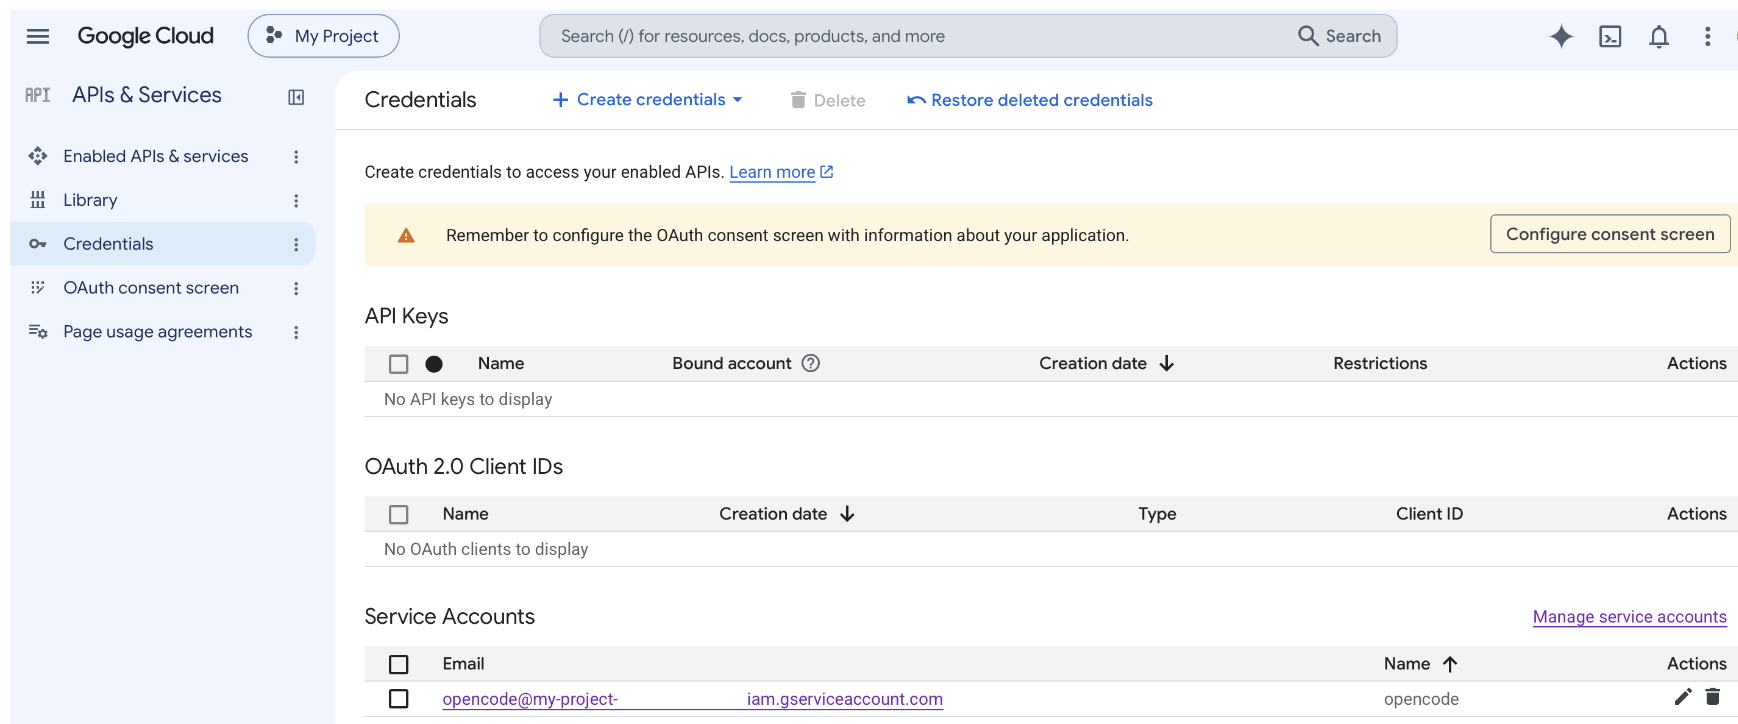 Google Cloud My Project Search (/) for resources, docs, products, and more Search
API APIs & Services
Enabled APIs & services
Library
Credentials
OAuth consent screen
Page usage agreements
Credentials Create credentials Delete Restore deleted credentials
Create credentials to access your enabled APIs. Learn more
Remember to configure the OAuth consent screen with information about your application. Configure consent screen
API Keys
Name Bound account Creation date Restrictions Actions
No API keys to display
OAuth 2.0 Client IDs
Name Creation date Type Client ID Actions
No OAuth clients to display
Service Accounts Manage service accounts
Email Name Actions
opencode@my-project- iam.gserviceaccount.com opencode